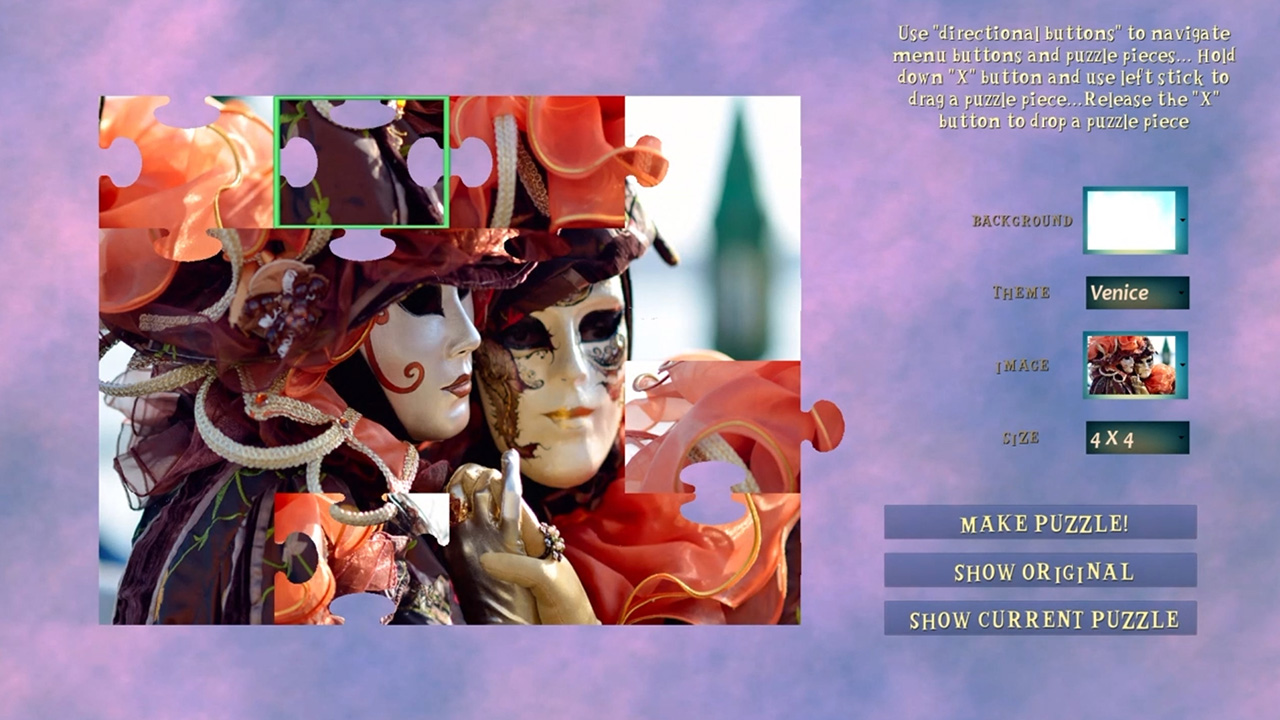 Use "directional buttons" to navigate
menu buttons and puzzle pieces... Hold
down "X" button and use left stick to
drag a puzzle piece...Release the "X"
button to drop a puzzle piece
BACKGROUND
THEME
Venice
IMAGE
SIZE
4 X 4
MAKE PUZZLE!
SHOW ORIGINAL
SHOW CURRENT PUZZLE